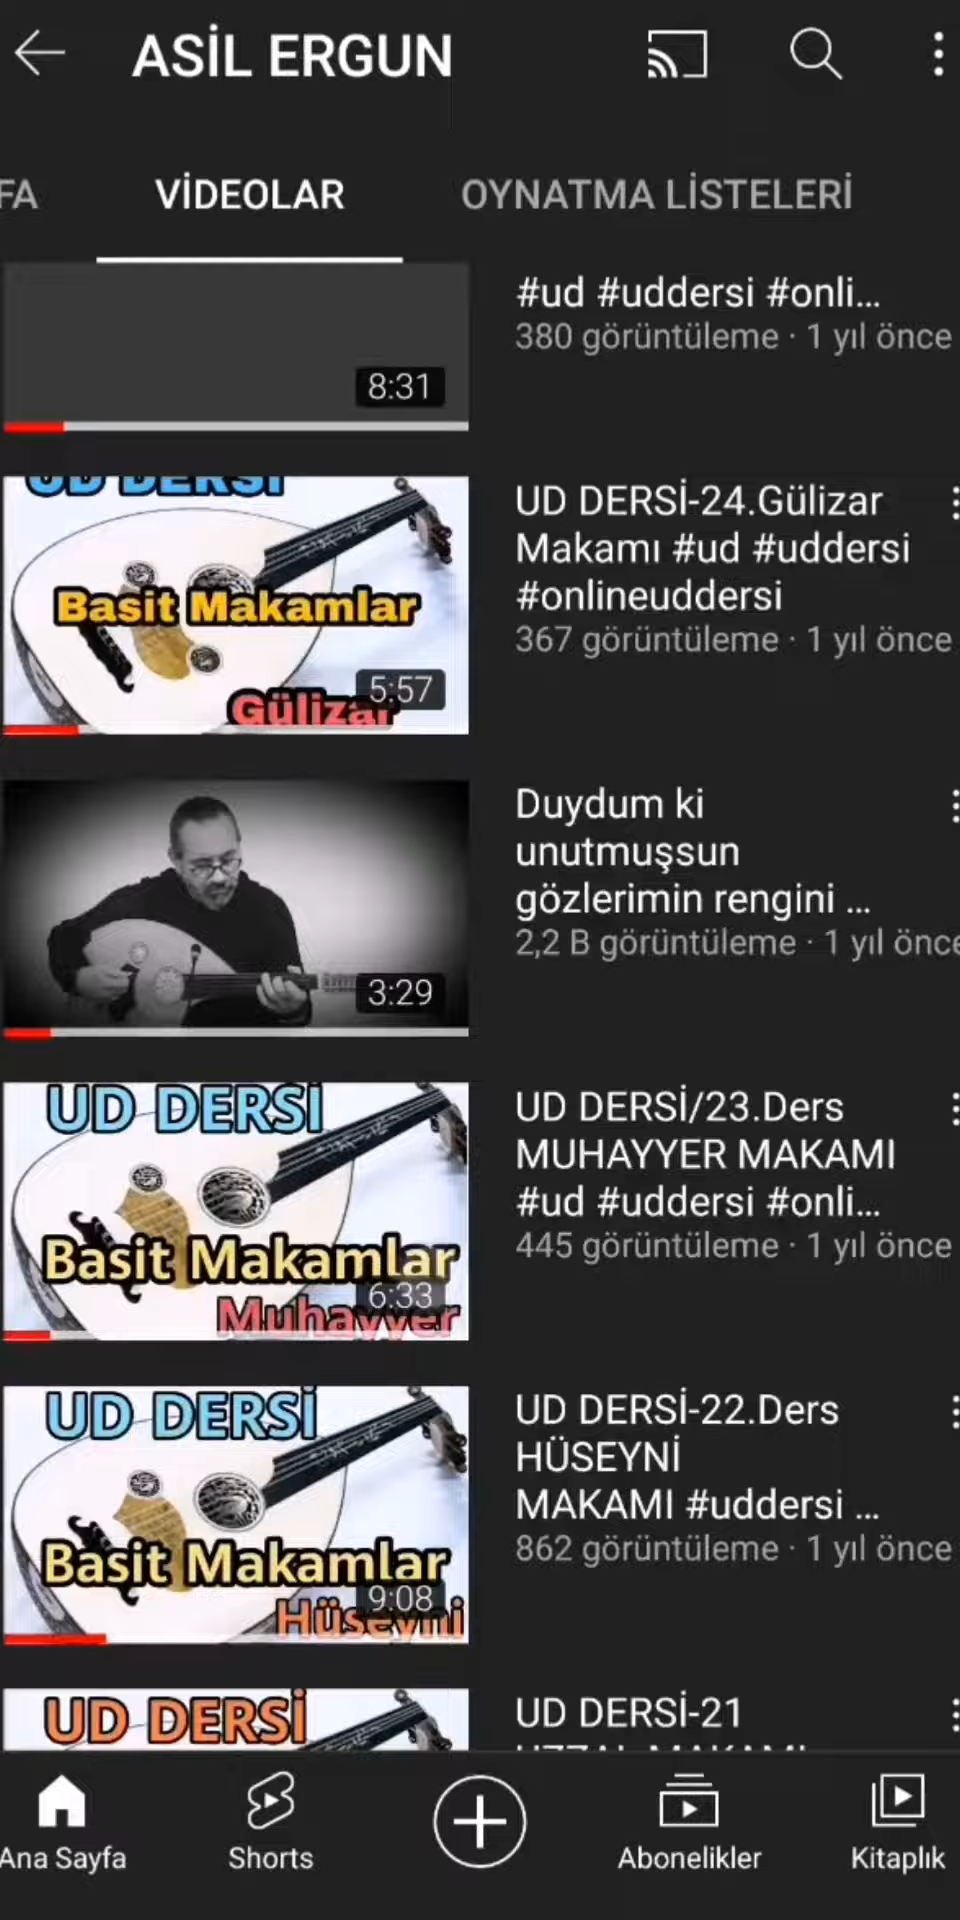 ASİL ERGUN
FA
VİDEOLAR
OYNATMA LİSTELERİ
8:31
#ud #uddersi #onli...
380 görüntüleme · 1 yıl önce
UD DERSİ
Basit Makamlar
5:57
Gülizar
UD DERSİ-24.Gülizar
Makamı #ud #uddersi
#onlineuddersi
367 görüntüleme · 1 yıl önce
3:29
Duydum ki
unutmuşsun
gözlerimin rengini ...
2,2 B görüntüleme · 1 yıl önce
UD DERSİ
Basit Makamlar
6:33
Muhayyer
UD DERSİ/23.Ders
MUHAYYER MAKAMI
#ud #uddersi #onli...
445 görüntüleme · 1 yıl önce
UD DERSİ
Basit Makamlar
9:08
Hüseyni
UD DERSİ-22.Ders
HÜSEYNİ
MAKAMI #uddersi ...
862 görüntüleme · 1 yıl önce
UD DERSİ
UD DERSİ-21
Ana Sayfa
Shorts
Abonelikler
Kitaplık